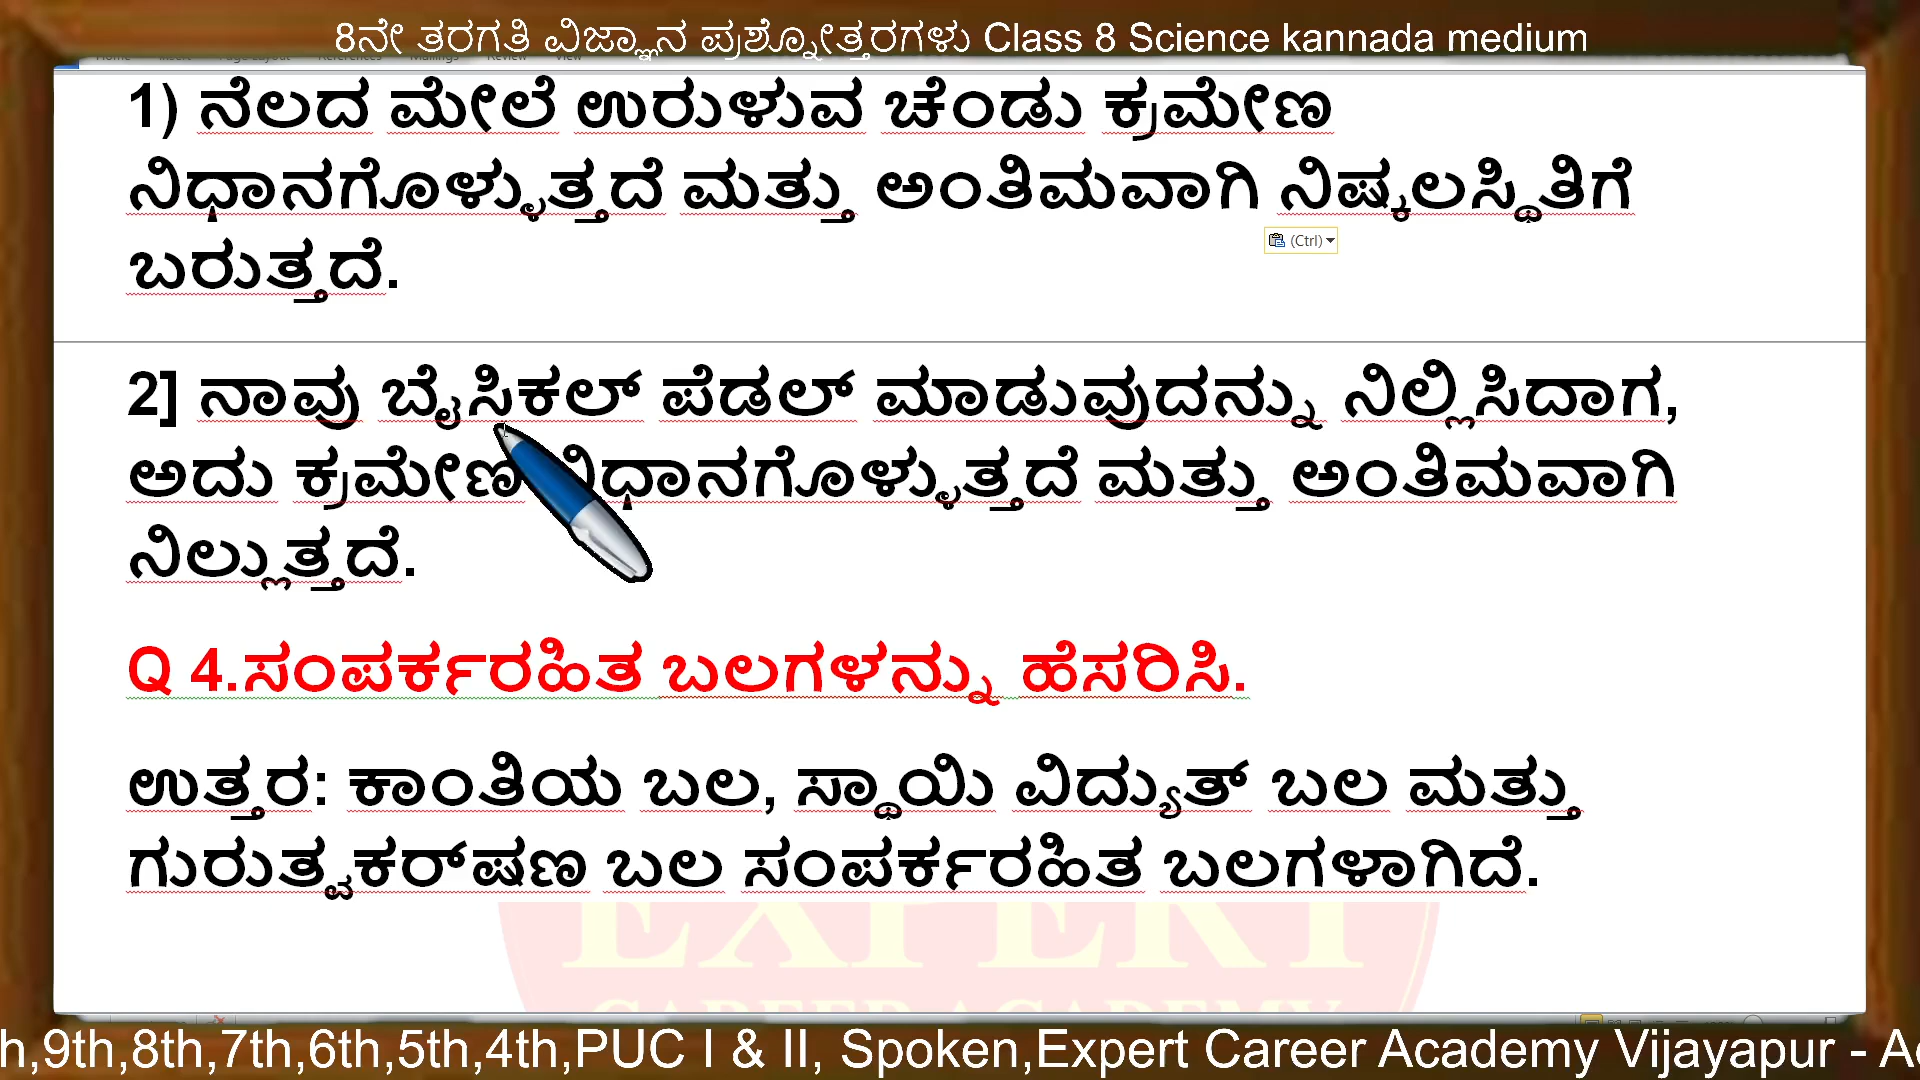 8ನೇ ತರಗತಿ ವಿಜ್ಞಾನ ಪ್ರಶ್ನೋತ್ತರಗಳು Class 8 Science kannada medium
1) ನೆಲದ ಮೇಲೆ ಉರುಳುವ ಚೆಂಡು ಕ್ರಮೇಣ
ನಿಧಾನಗೊಳ್ಳುತ್ತದೆ ಮತ್ತು ಅಂತಿಮವಾಗಿ ನಿಷ್ಕಲಸ್ಥಿತಿಗೆ
(Ctrl)
ಬರುತ್ತದೆ.
2] ನಾವು ಬೈಸಿಕಲ್ ಪೆಡಲ್ ಮಾಡುವುದನ್ನು ನಿಲ್ಲಿಸಿದಾಗ,
ಅದು ಕ್ರಮೇಣ ನಿಧಾನಗೊಳ್ಳುತ್ತದೆ ಮತ್ತು ಅಂತಿಮವಾಗಿ
ನಿಲ್ಲುತ್ತದೆ.
Q 4.ಸಂಪರ್ಕರಹಿತ ಬಲಗಳನ್ನು ಹೆಸರಿಸಿ.
ಉತ್ತರ: ಕಾಂತಿಯ ಬಲ, ಸ್ಥಾಯಿ ವಿದ್ಯುತ್ ಬಲ ಮತ್ತು
ಗುರುತ್ವಕರ್ಷಣ ಬಲ ಸಂಪರ್ಕರಹಿತ ಬಲಗಳಾಗಿದೆ.
EXPERT
CAREER ACADEMY
h,9th,8th,7th,6th,5th,4th,PUC I & II, Spoken,Expert Career Academy Vijayapur - A